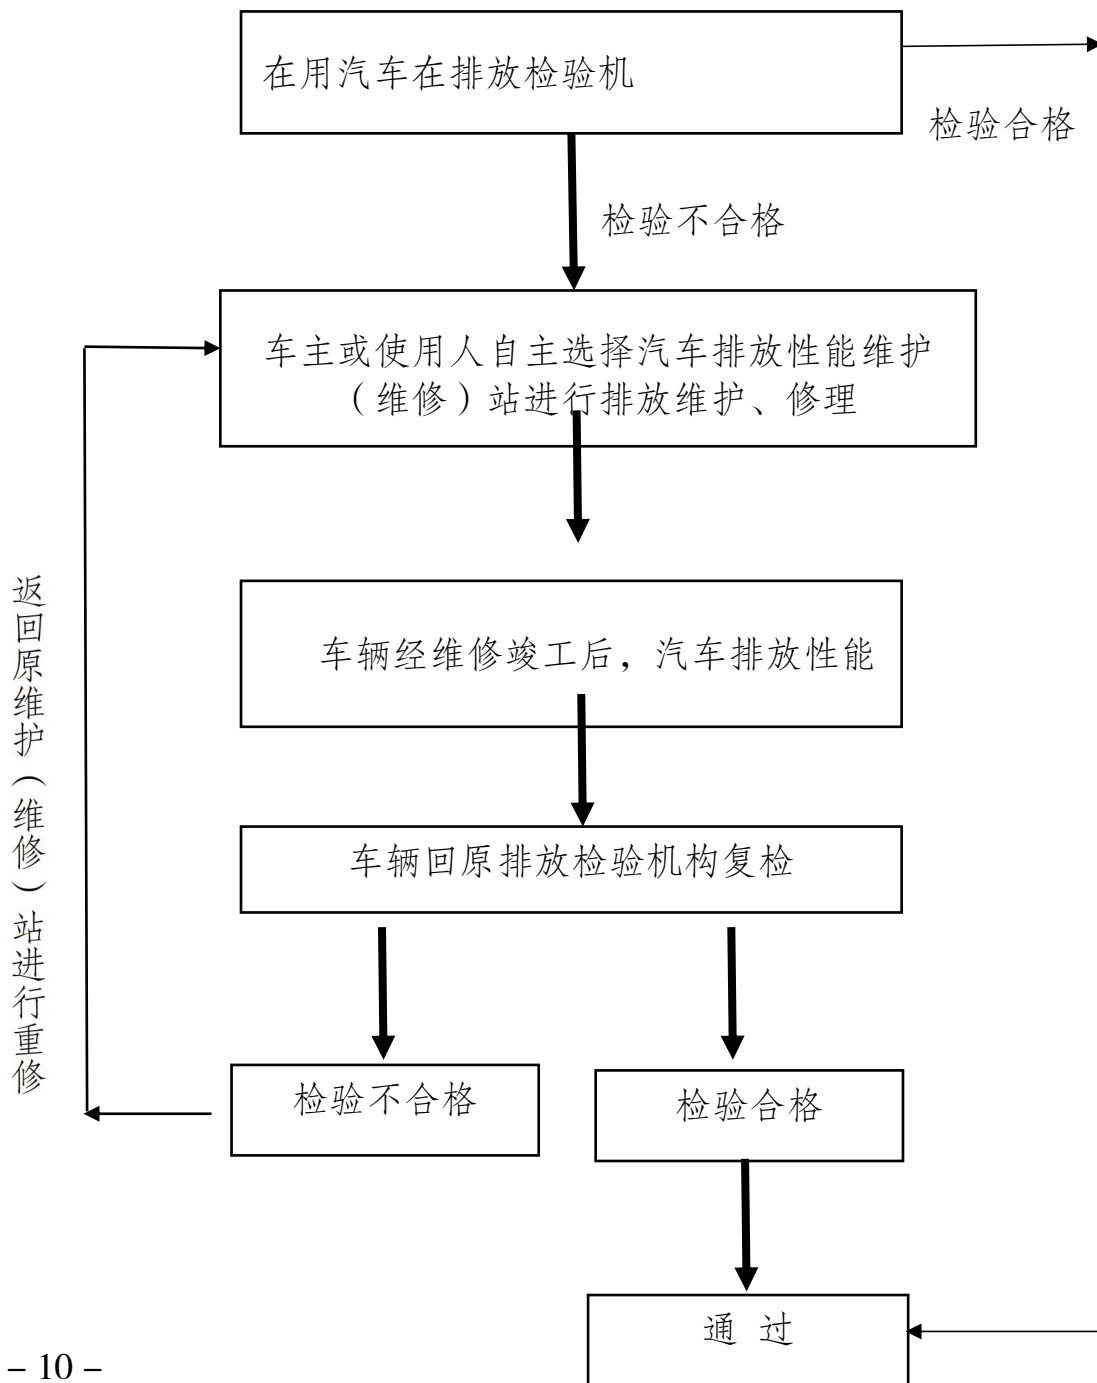 在用汽车在排放检验机
检验合格
检验不合格
车主或使用人自主选择汽车排放性能维护
（维修）站进行排放维护、修理
车辆经维修竣工后，汽车排放性能
返回原维护（维修）站进行重修
车辆回原排放检验机构复检
检验不合格
检验合格
通 过
– 10 –